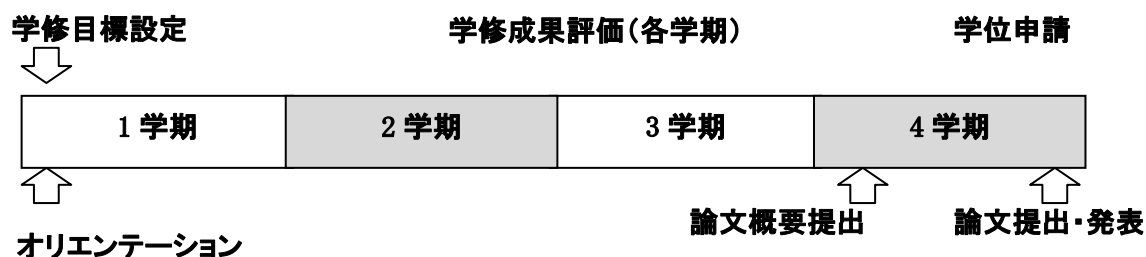 学修目標設定 学修成果評価（各学期） 学位申請
1 学期 2 学期 3 学期 4 学期
論文概要提出 論文提出・発表
オリエンテーション